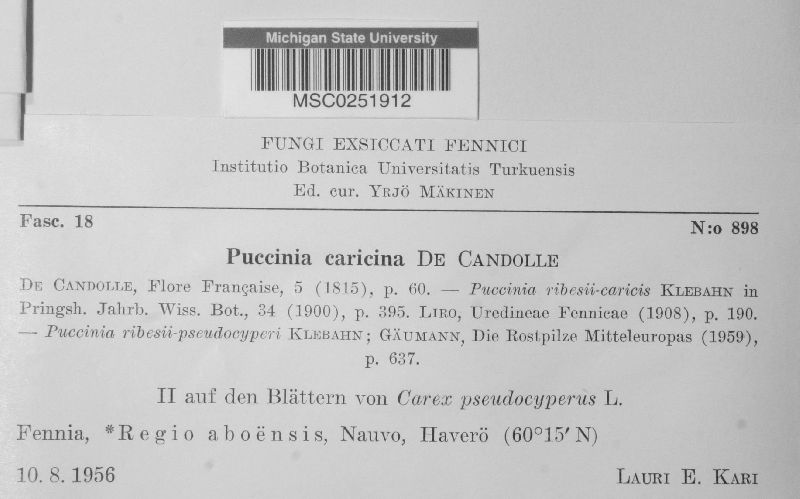 Michigan State University
MSC0251912
FUNGI EXSICCATI FENNICI
Institutio Botanica Universitatis Turkuensis
Ed. cur. YRJÖ MÄKINEN
Fasc. 18 N:o 898
Puccinia caricina DE CANDOLLE
DE CANDOLLE, Flore Française, 5 (1815), p. 60. — Puccinia ribesii-caricis KLEBAHN in
Pringsh. Jahrb. Wiss. Bot., 34 (1900), p. 395. LIRO, Uredineae Fennicae (1908), p. 190.
— Puccinia ribesii-pseudocyperi KLEBAHN; GÄUMANN, Die Rostpilze Mitteleuropas (1959),
p. 637.
II auf den Blättern von Carex pseudocyperus L.
Fennia, *Regio aboënsis, Nauvo, Haverö (60°15′ N)
10. 8. 1956 LAURI E. KARI